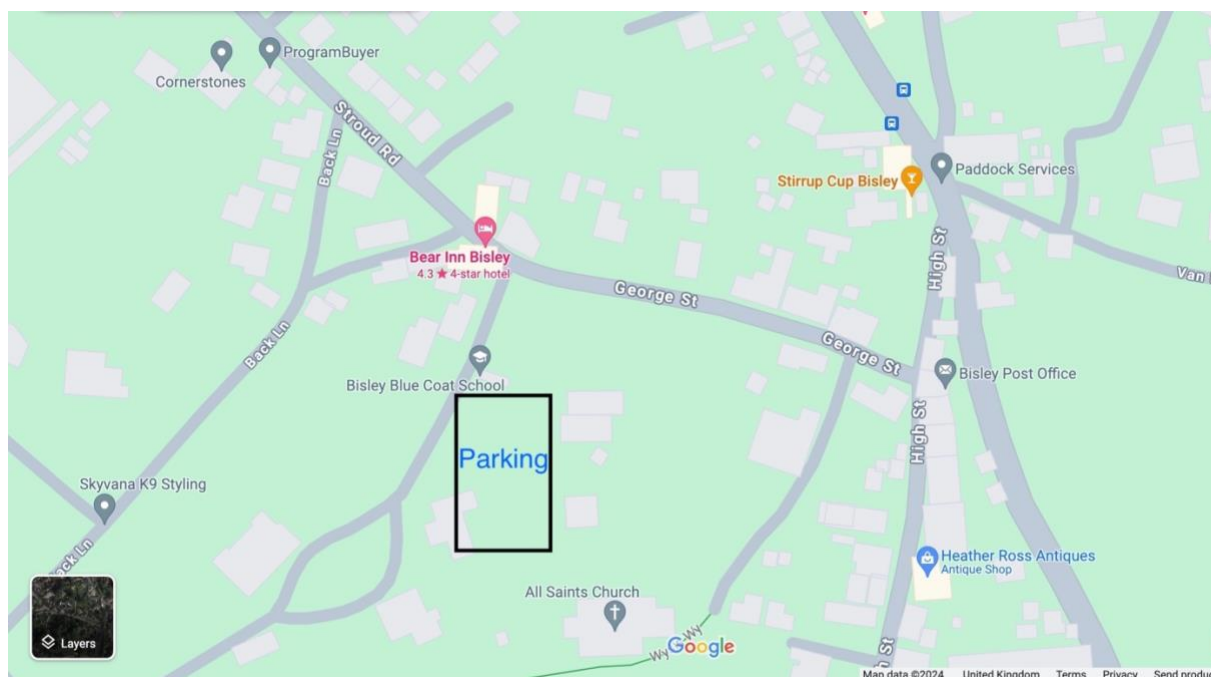 ProgramBuyer
Cornerstones
Stroud Rd
Back Ln
Paddock Services
Stirrup Cup Bisley
Bear Inn Bisley
4.3 ★ 4-star hotel
High St
George St
Back Ln
George St
Bisley Post Office
Bisley Blue Coat School
High St
Parking
Skyvana K9 Styling
Back Ln
Heather Ross Antiques
Antique Shop
All Saints Church
Layers
Wy
Wy
Google
Map data ©2024 United Kingdom Terms Privacy